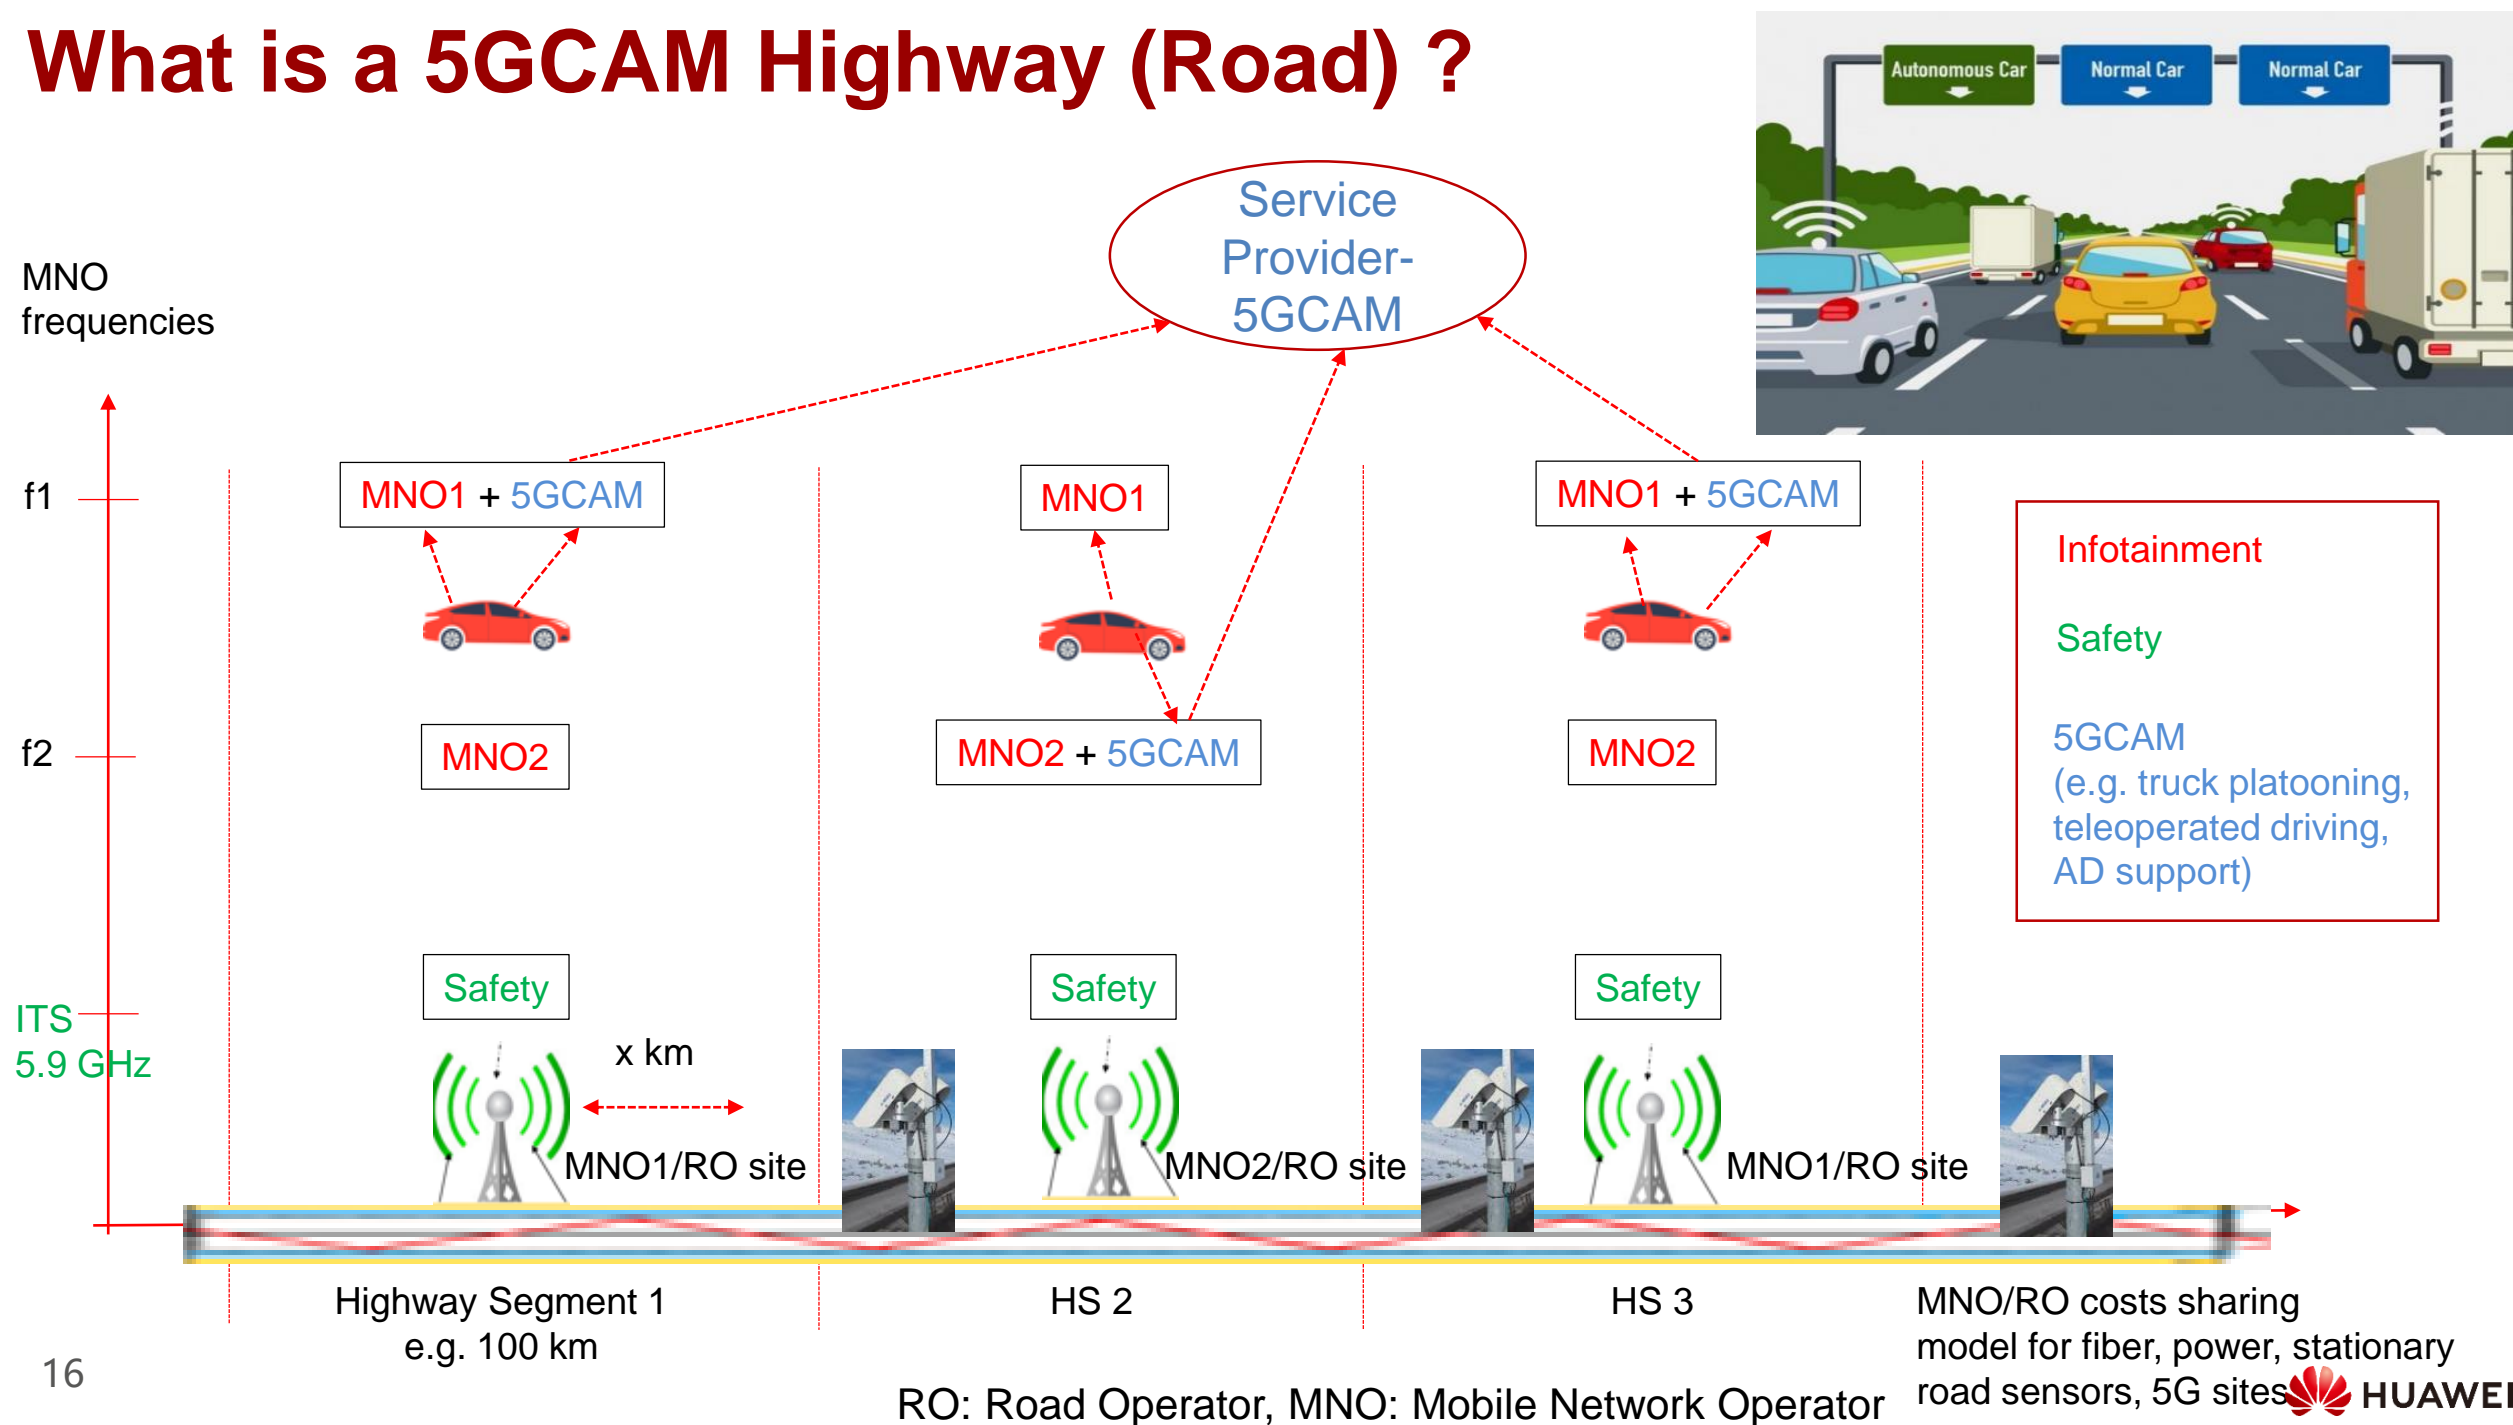 What is a 5GCAM Highway (Road) ?
Autonomous Car
Normal Car
Normal Car
Service
Provider-
5GCAM
MNO
frequencies
f1
MNO1 + 5GCAM
MNO1
MNO1 + 5GCAM
f2
MNO2
MNO2 + 5GCAM
MNO2
Infotainment
Safety
5GCAM
(e.g. truck platooning,
teleoperated driving,
AD support)
Safety
Safety
Safety
ITS
5.9 GHz
x km
MNO1/RO site
MNO2/RO site
MNO1/RO site
Highway Segment 1
e.g. 100 km
HS 2
HS 3
MNO/RO costs sharing
model for fiber, power, stationary
road sensors, 5G sites
16
RO: Road Operator, MNO: Mobile Network Operator
HUAWEI